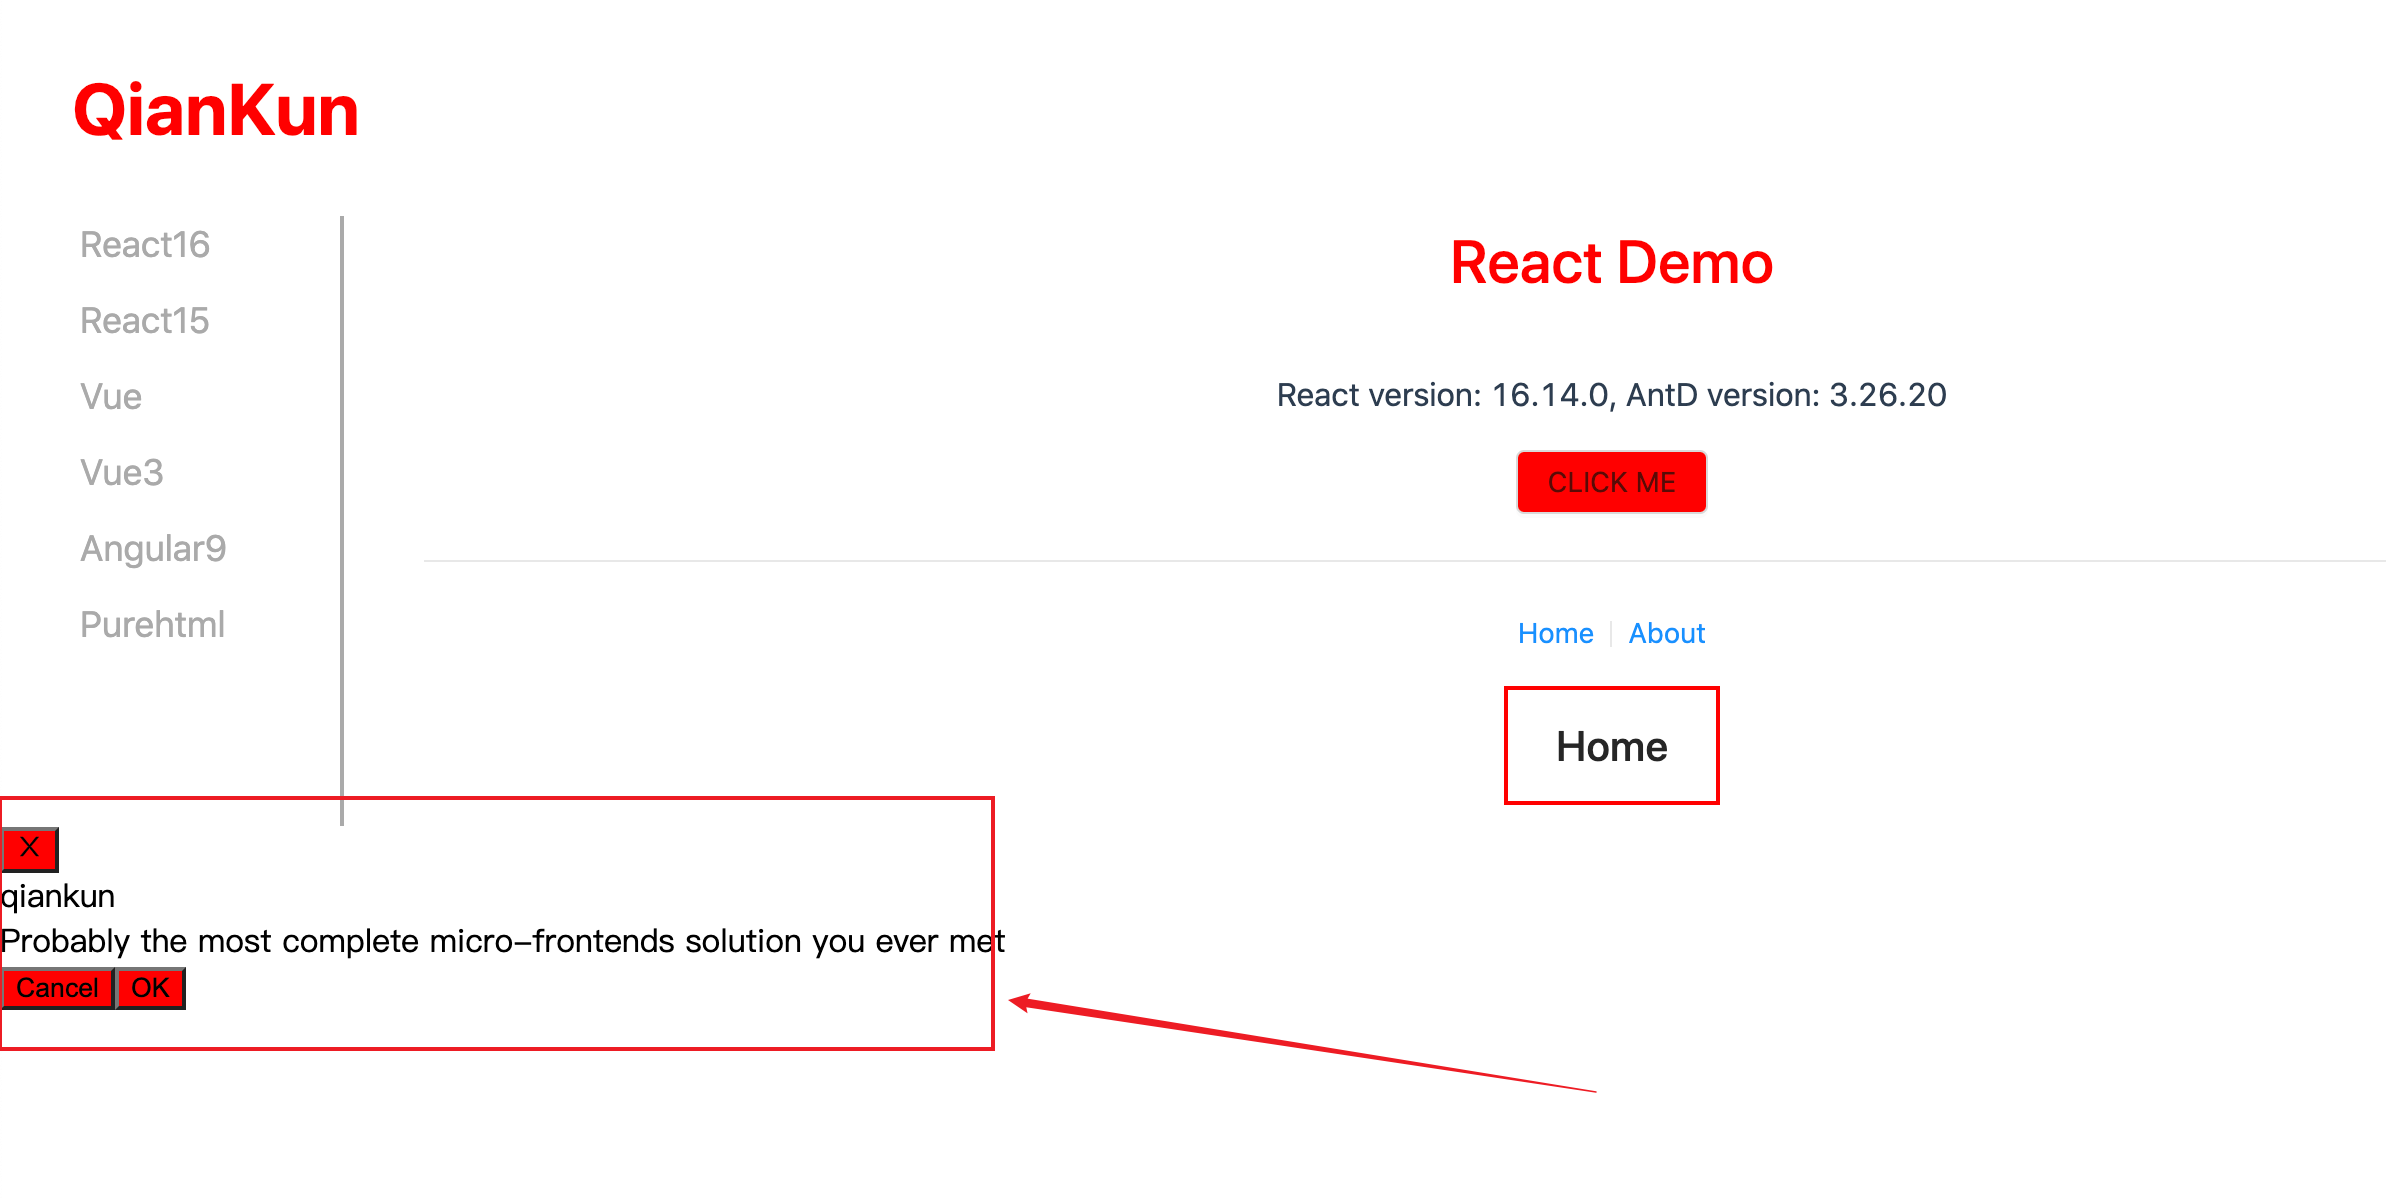 QianKun
React16
React15
Vue
Vue3
Angular9
Purehtml
React Demo
React version: 16.14.0, AntD version: 3.26.20
CLICK ME
Home | About
Home
X
qiankun
Probably the most complete micro-frontends solution you ever met
Cancel OK